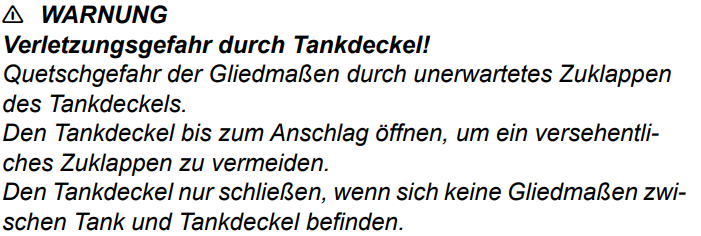 ⚠ WARNUNG
Verletzungsgefahr durch Tankdeckel!
Quetschgefahr der Gliedmaßen durch unerwartetes Zuklappen
des Tankdeckels.
Den Tankdeckel bis zum Anschlag öffnen, um ein versehentli-
ches Zuklappen zu vermeiden.
Den Tankdeckel nur schließen, wenn sich keine Gliedmaßen zwi-
schen Tank und Tankdeckel befinden.